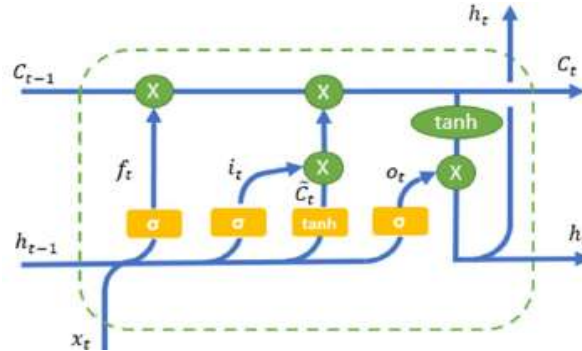 h_t
C_{t-1} X X C_t
tanh
f_t i_t X o_t X
C̃_t
σ σ tanh σ
h_{t-1} h
x_t